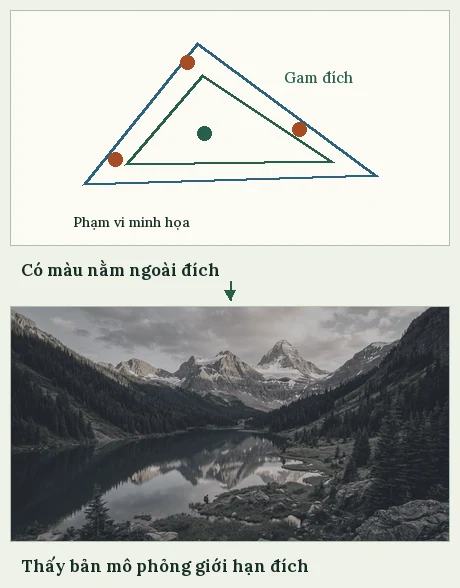 Gam đích
Phạm vi minh họa
Có màu nằm ngoài đích
Thấy bản mô phỏng giới hạn đích